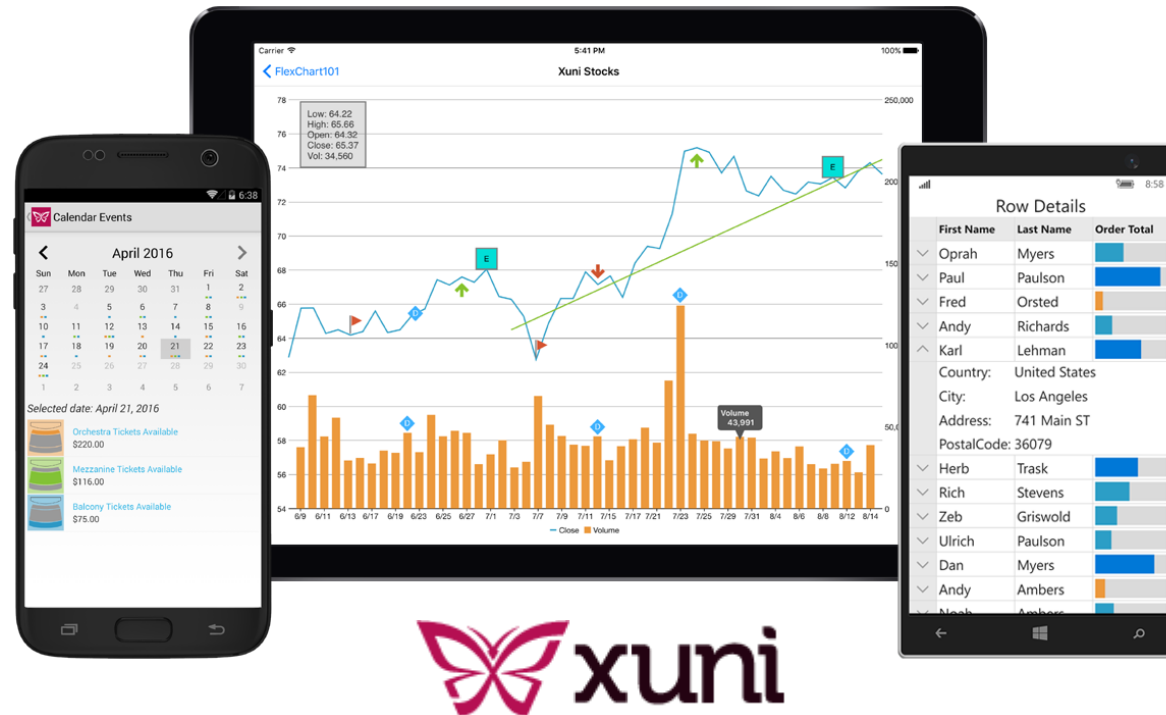 Carrier 5:41 PM 100%
FlexChart101 Xuni Stocks
78 250,000
Low: 64.22
High: 65.66
Open: 64.32
Close: 65.37
Vol: 34,560
76
74
E
200
72
70
68
E
150
66
D
D
64
100
62
60
58
D
D
Volume
43,991
50,0
D
56
54 0
6/9 6/11 6/13 6/17 6/19 6/23 6/25 6/27 7/1 7/3 7/7 7/9 7/11 7/15 7/17 7/21 7/23 7/25 7/29 7/31 8/4 8/6 8/8 8/12 8/14
Close Volume
6:38
Calendar Events
April 2016
Sun Mon Tue Wed Thu Fri Sat
27 28 29 30 31 1 2
3 4 5 6 7 8 9
10 11 12 13 14 15 16
17 18 19 20 21 22 23
24 25 26 27 28 29 30
1 2 3 4 5 6 7
Selected date: April 21, 2016
Orchestra Tickets Available
$220.00
Mezzanine Tickets Available
$116.00
Balcony Tickets Available
$75.00
8:58
Row Details
First Name Last Name Order Total
Oprah Myers
Paul Paulson
Fred Orsted
Andy Richards
Karl Lehman
Country: United States
City: Los Angeles
Address: 741 Main ST
PostalCode: 36079
Herb Trask
Rich Stevens
Zeb Griswold
Ulrich Paulson
Dan Myers
Andy Ambers
Noah Ambers
xuni